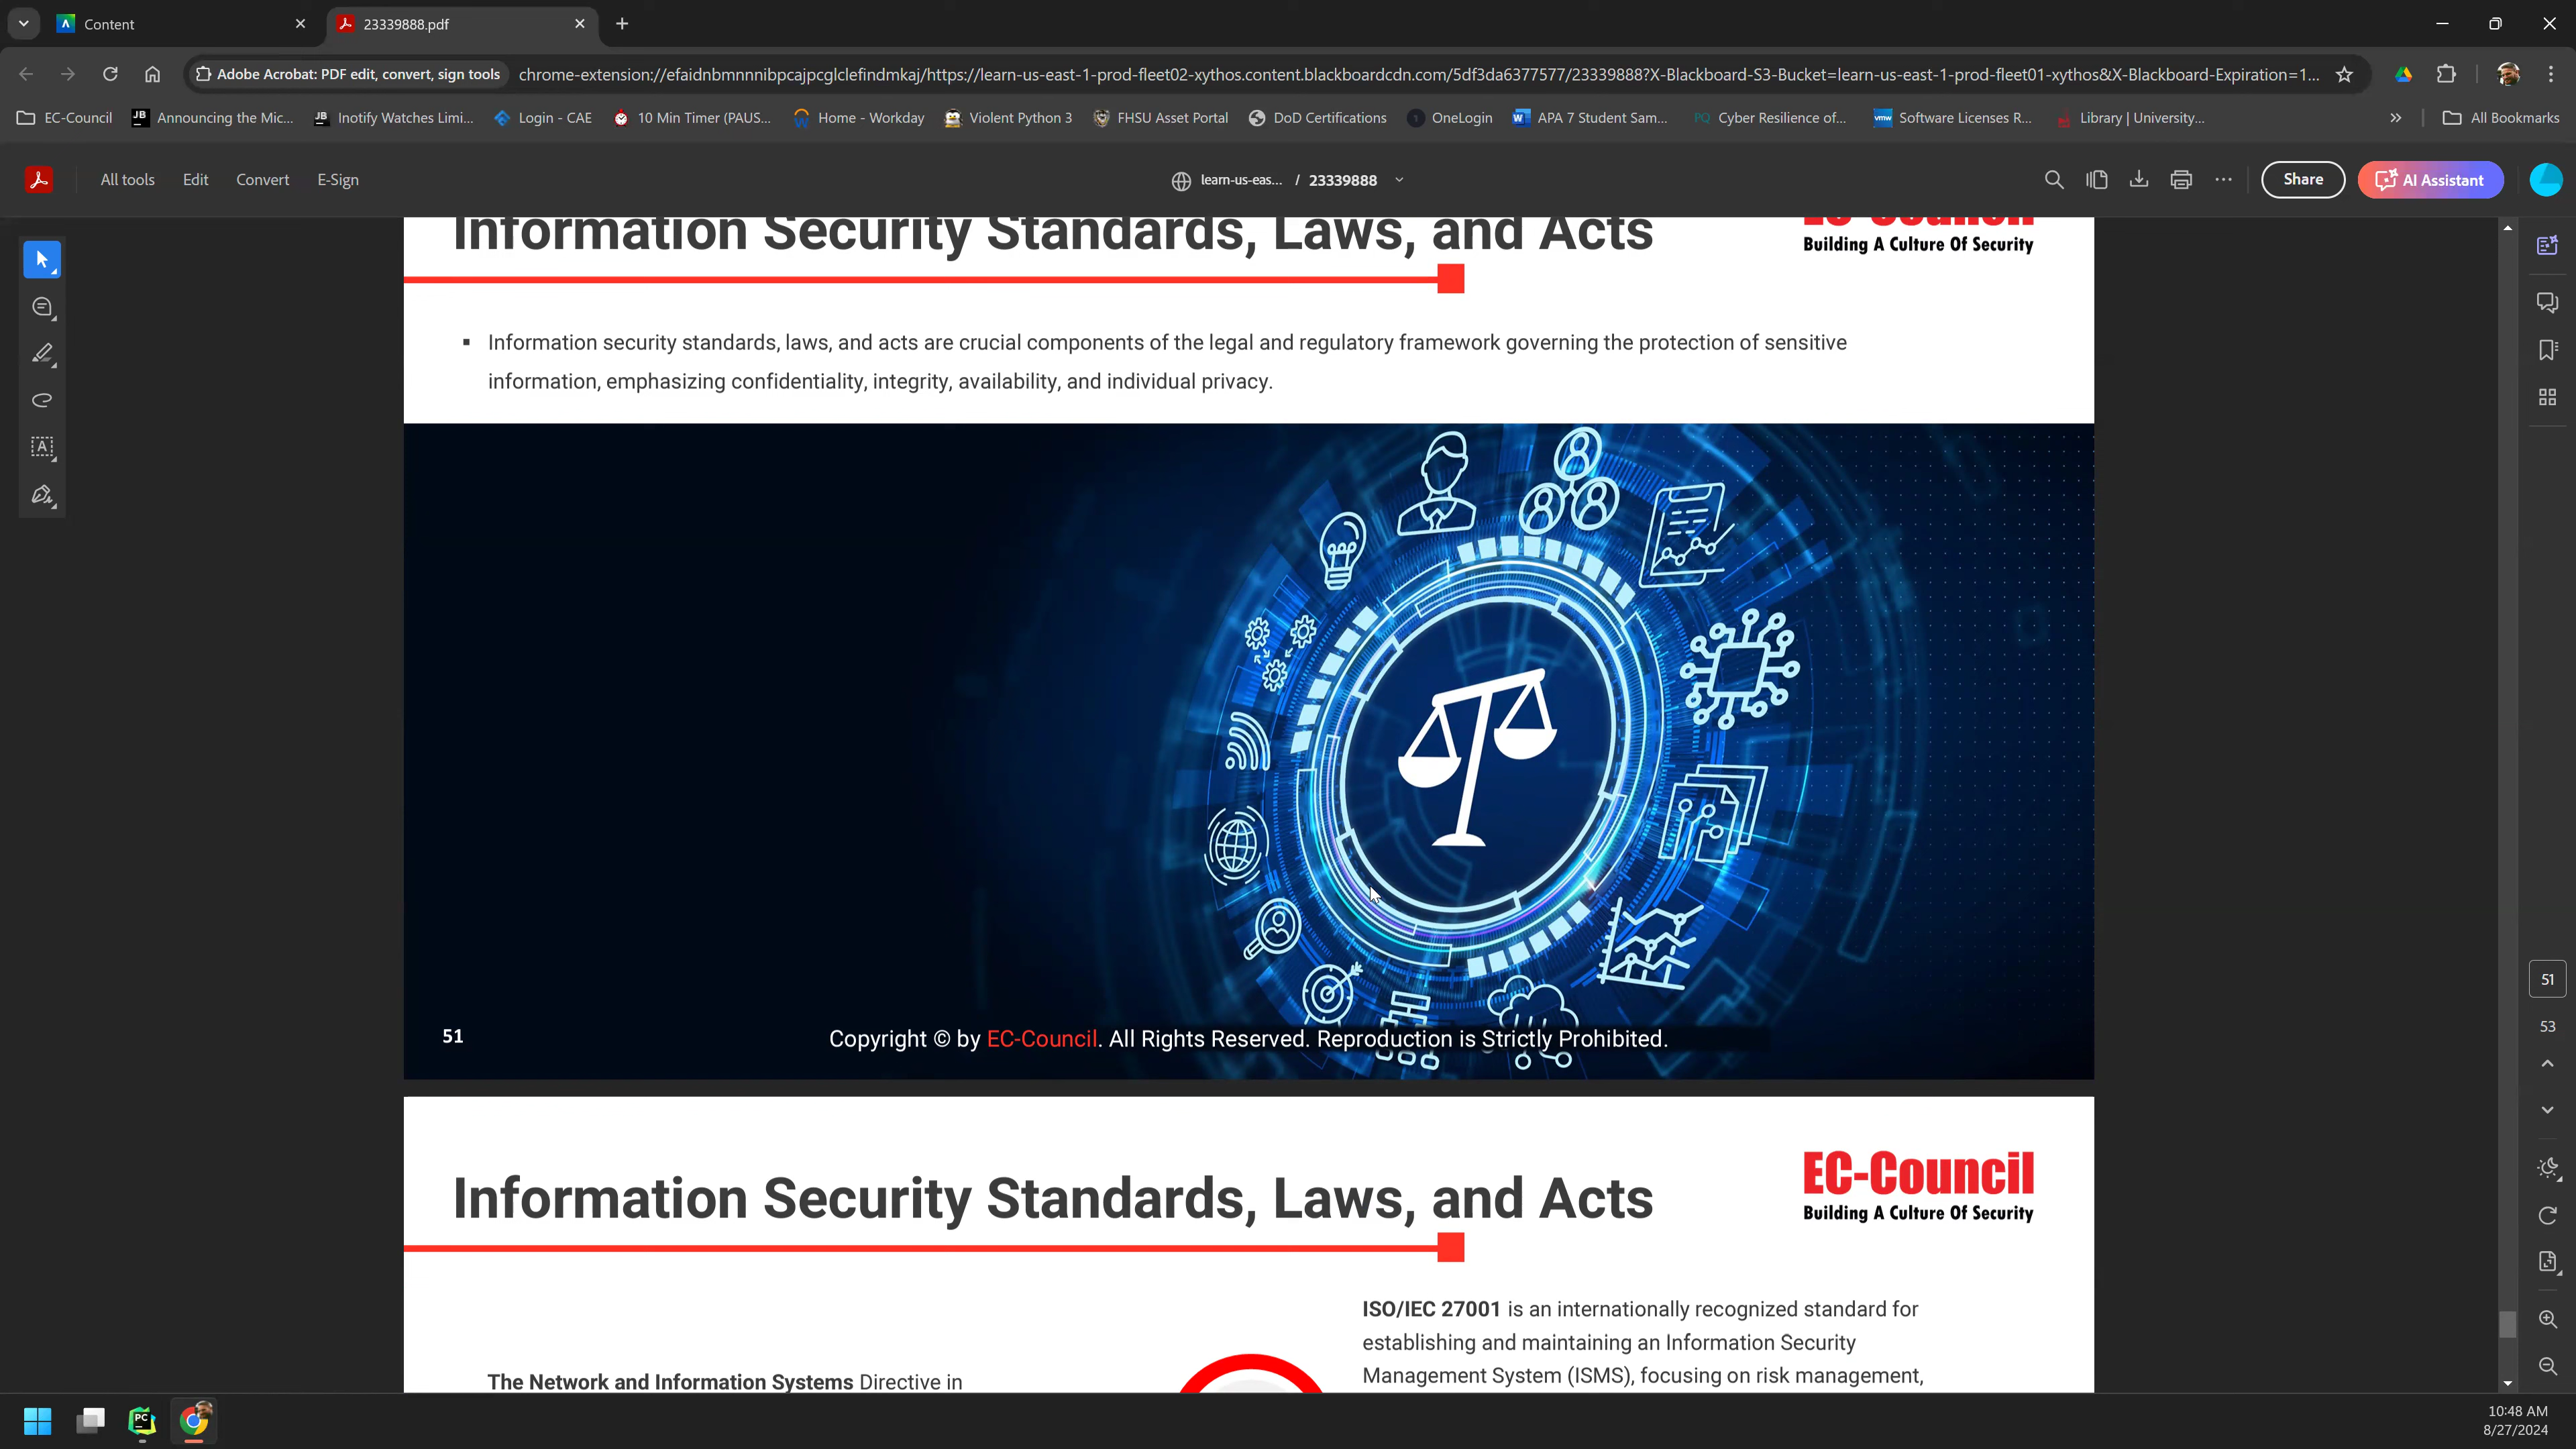 Content
23339888.pdf
Adobe Acrobat: PDF edit, convert, sign tools
chrome-extension://efaidnbmnnnibpcajpcglclefindmkaj/https://learn-us-east-1-prod-fleet02-xythos.content.blackboardcdn.com/5df3da6377577/23339888?X-Blackboard-S3-Bucket=learn-us-east-1-prod-fleet01-xythos&X-Blackboard-Expiration=1...
EC-Council
JB Announcing the Mic...
JB Inotify Watches Limi...
Login - CAE
10 Min Timer (PAUS...
Home - Workday
Violent Python 3
FHSU Asset Portal
DoD Certifications
OneLogin
APA 7 Student Sam...
PQ Cyber Resilience of...
vmw Software Licenses R...
Library | University...
All Bookmarks
All tools
Edit
Convert
E-Sign
learn-us-eas... / 23339888
Share
AI Assistant
Information Security Standards, Laws, and Acts
EC-Council
Building A Culture Of Security
Information security standards, laws, and acts are crucial components of the legal and regulatory framework governing the protection of sensitive
information, emphasizing confidentiality, integrity, availability, and individual privacy.
51
Copyright © by EC-Council. All Rights Reserved. Reproduction is Strictly Prohibited.
51
53
Information Security Standards, Laws, and Acts
EC-Council
Building A Culture Of Security
ISO/IEC 27001 is an internationally recognized standard for
establishing and maintaining an Information Security
Management System (ISMS), focusing on risk management,
The Network and Information Systems Directive in
PC
10:48 AM
8/27/2024